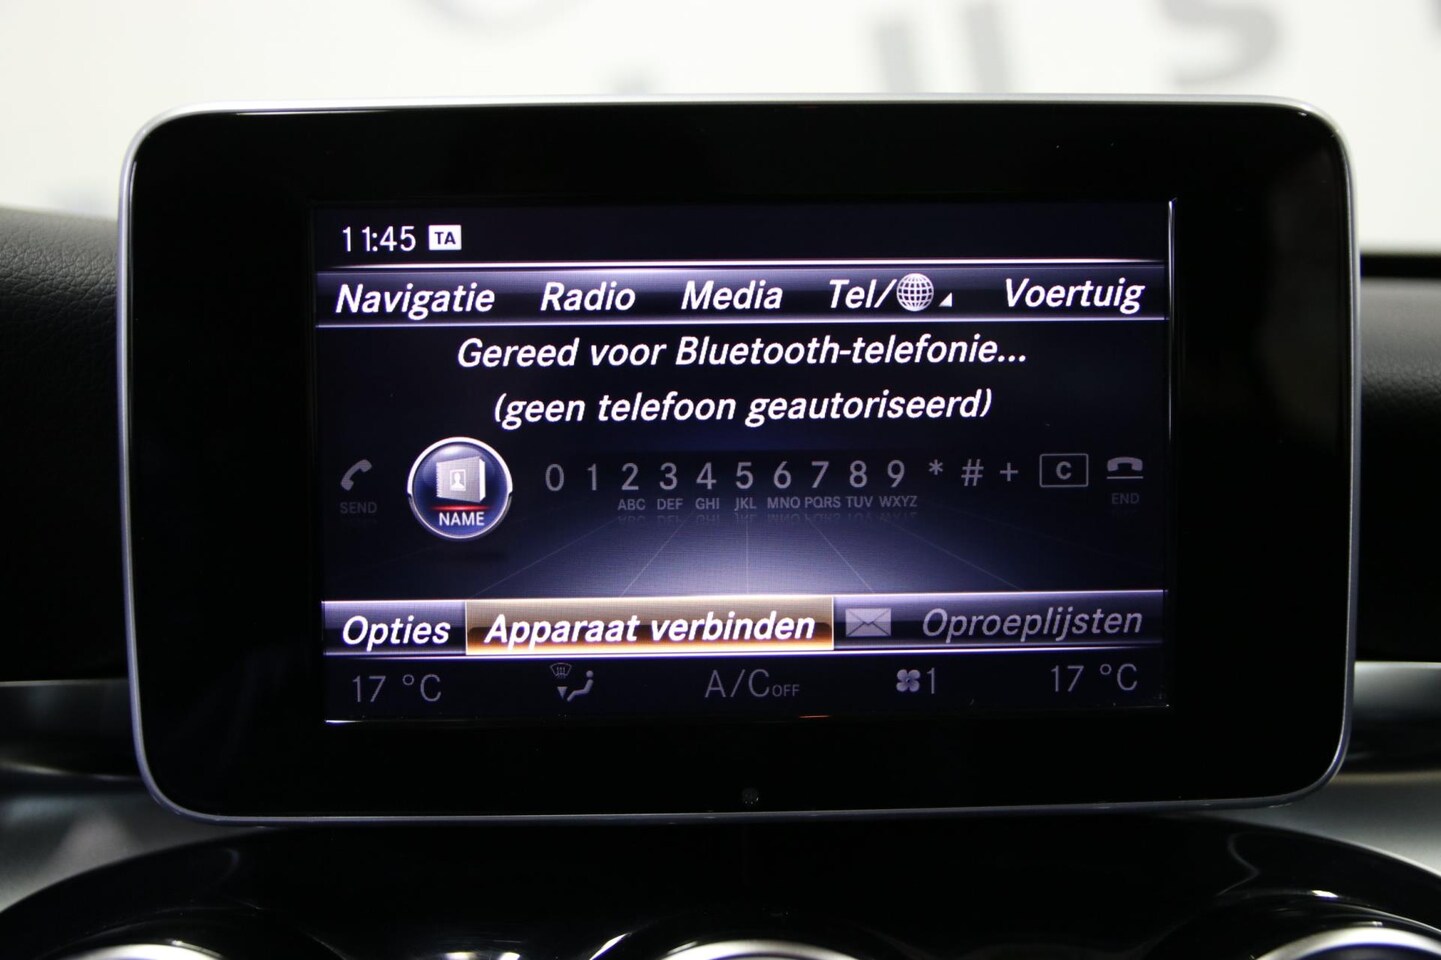 11:45 TA
Navigatie Radio Media Tel/ Voertuig
Gereed voor Bluetooth-telefonie...
(geen telefoon geautoriseerd)
SEND NAME 0 1 2 3 4 5 6 7 8 9 * # + C END
ABC DEF GHI JKL MNO PQRS TUV WXYZ
Opties Apparaat verbinden Oproeplijsten
17 °C A/C OFF 1 17 °C